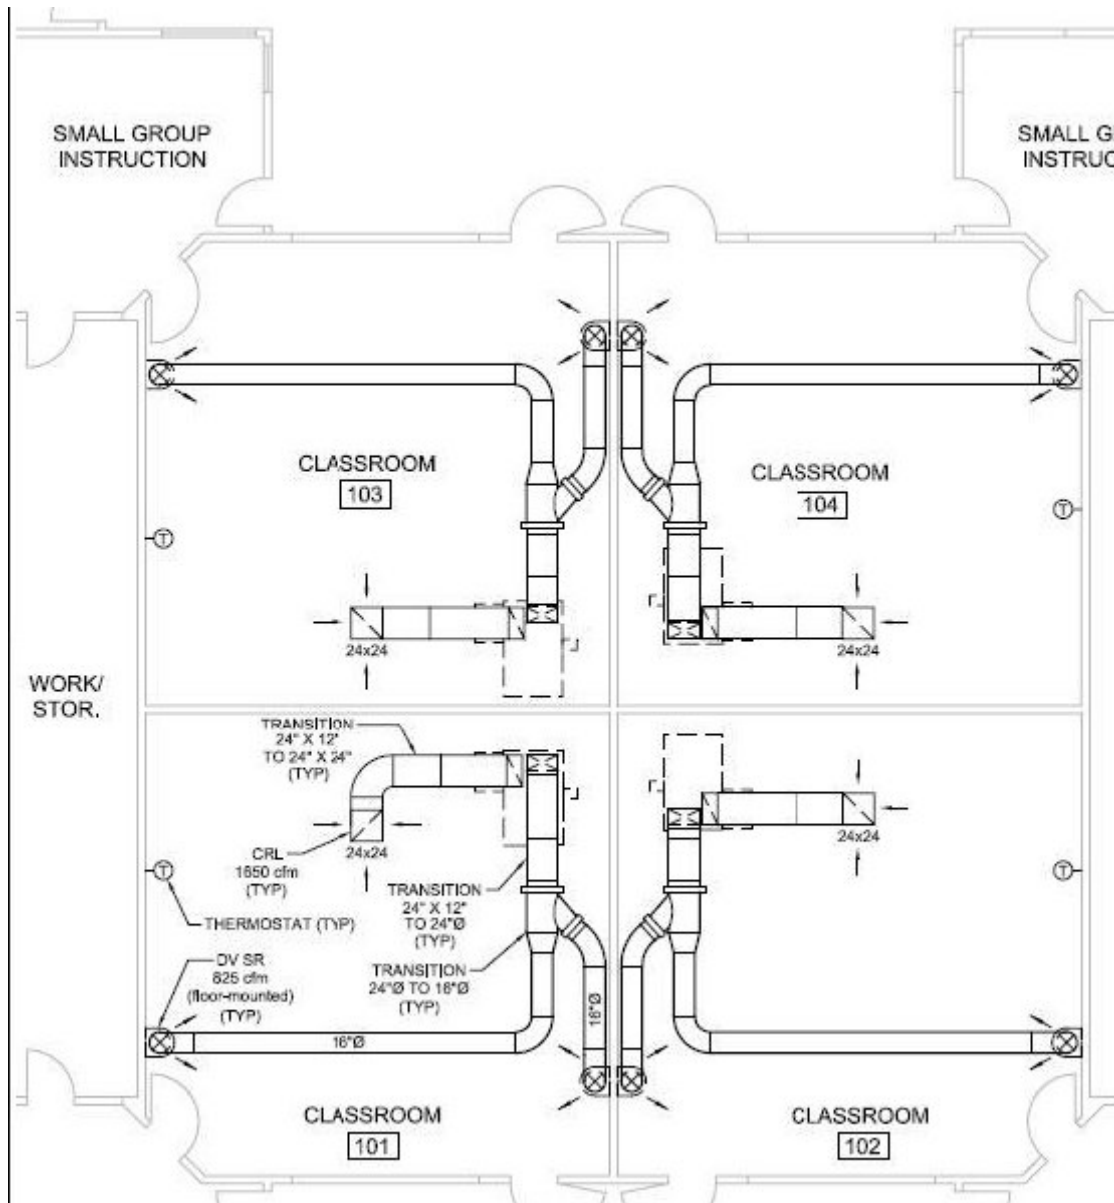 SMALL GROUP
INSTRUCTION
SMALL G
INSTRUC
CLASSROOM
103
CLASSROOM
104
T
T
24x24
24x24
WORK/
STOR.
TRANSITION
24" X 12"
TO 24" X 24"
(TYP)
24x24
24x24
CRL
1650 cfm
(TYP)
T
T
THERMOSTAT (TYP)
TRANSITION
24" X 12"
TO 24"Ø
(TYP)
DV SR
825 cfm
(floor-mounted)
(TYP)
TRANSITION
24"Ø TO 16"Ø
(TYP)
16"Ø
16"Ø
CLASSROOM
101
CLASSROOM
102